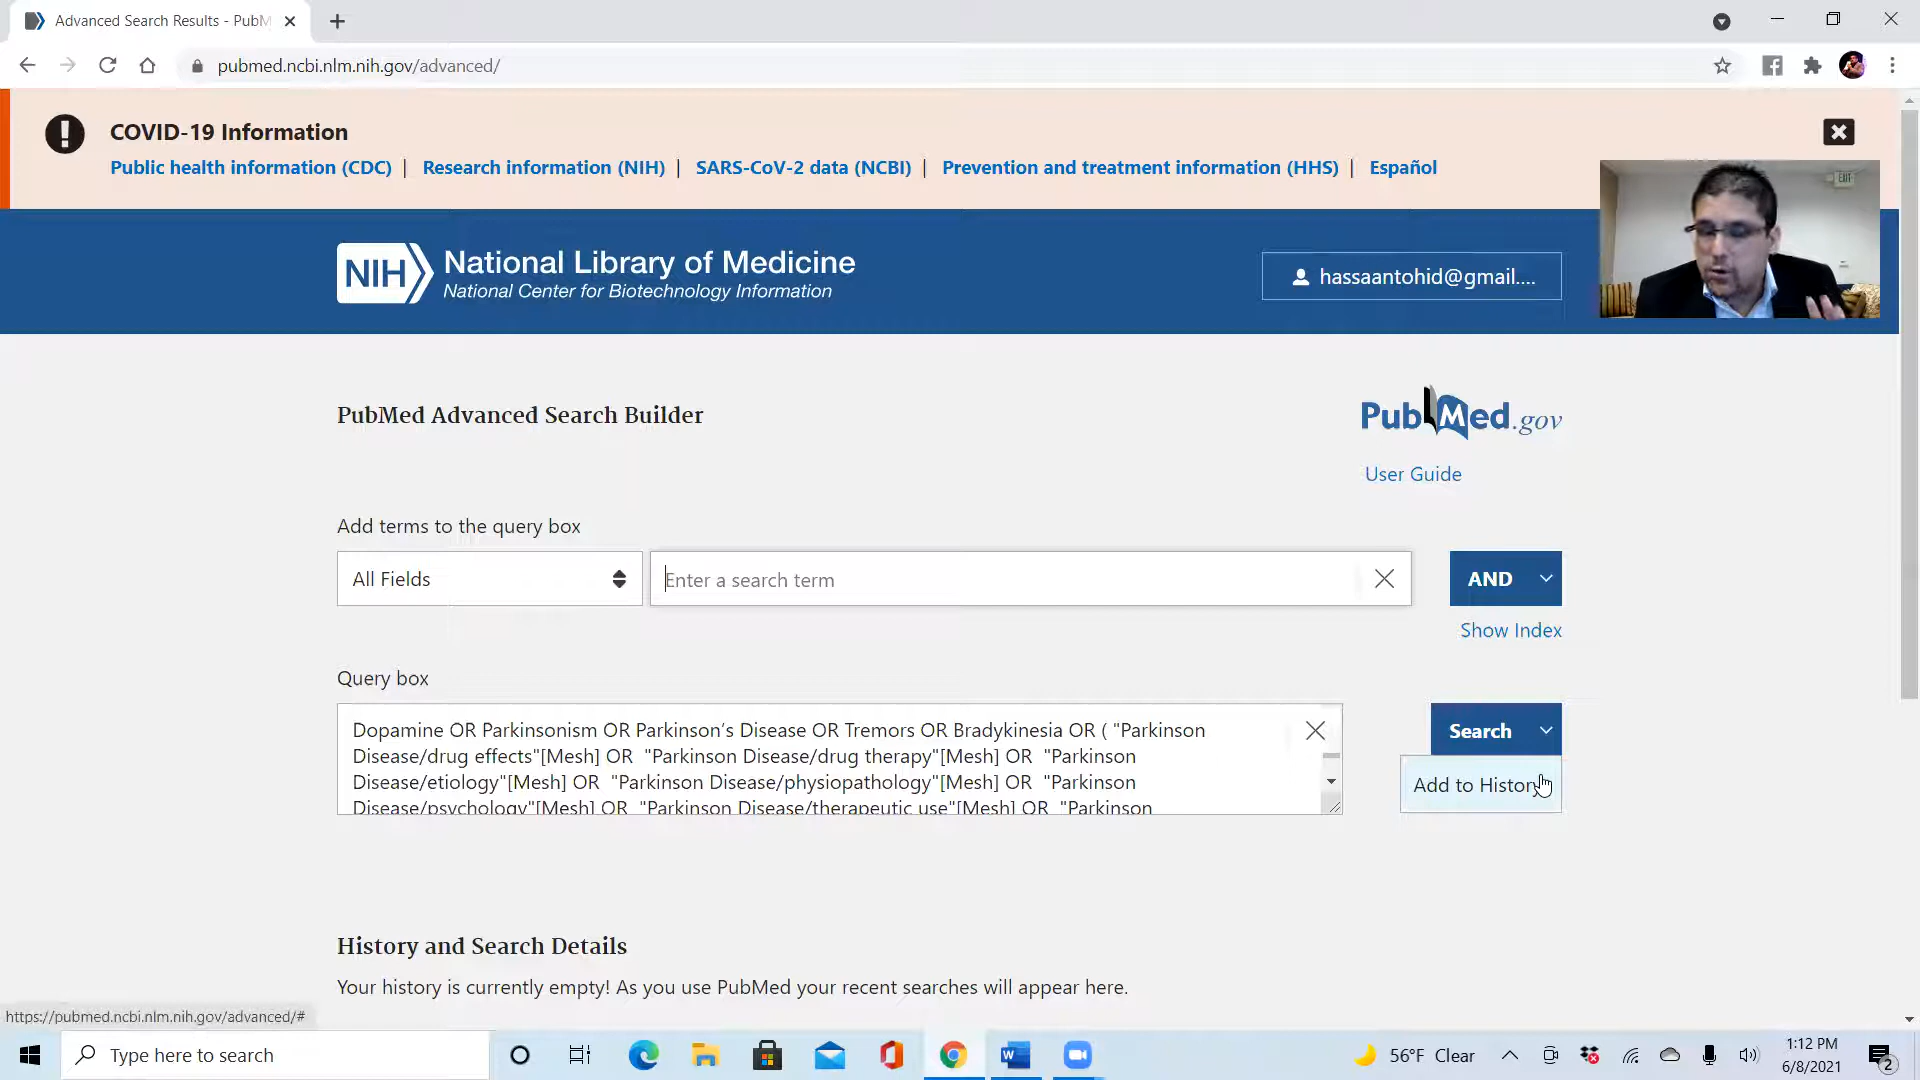 Advanced Search Results - PubM
pubmed.ncbi.nlm.nih.gov/advanced/
COVID-19 Information
Public health information (CDC) | Research information (NIH) | SARS-CoV-2 data (NCBI) | Prevention and treatment information (HHS) | Español
EXIT
NIH National Library of Medicine
National Center for Biotechnology Information
hassaantohid@gmail....
PubMed Advanced Search Builder
PubMed.gov
User Guide
Add terms to the query box
All Fields
Enter a search term
AND
Show Index
Query box
Dopamine OR Parkinsonism OR Parkinson’s Disease OR Tremors OR Bradykinesia OR ( "Parkinson
Disease/drug effects"[Mesh] OR "Parkinson Disease/drug therapy"[Mesh] OR "Parkinson
Disease/etiology"[Mesh] OR "Parkinson Disease/physiopathology"[Mesh] OR "Parkinson
Disease/psychology"[Mesh] OR "Parkinson Disease/therapeutic use"[Mesh] OR "Parkinson
Search
Add to History
History and Search Details
Your history is currently empty! As you use PubMed your recent searches will appear here.
https://pubmed.ncbi.nlm.nih.gov/advanced/#
Type here to search
56°F Clear
1:12 PM
6/8/2021
2